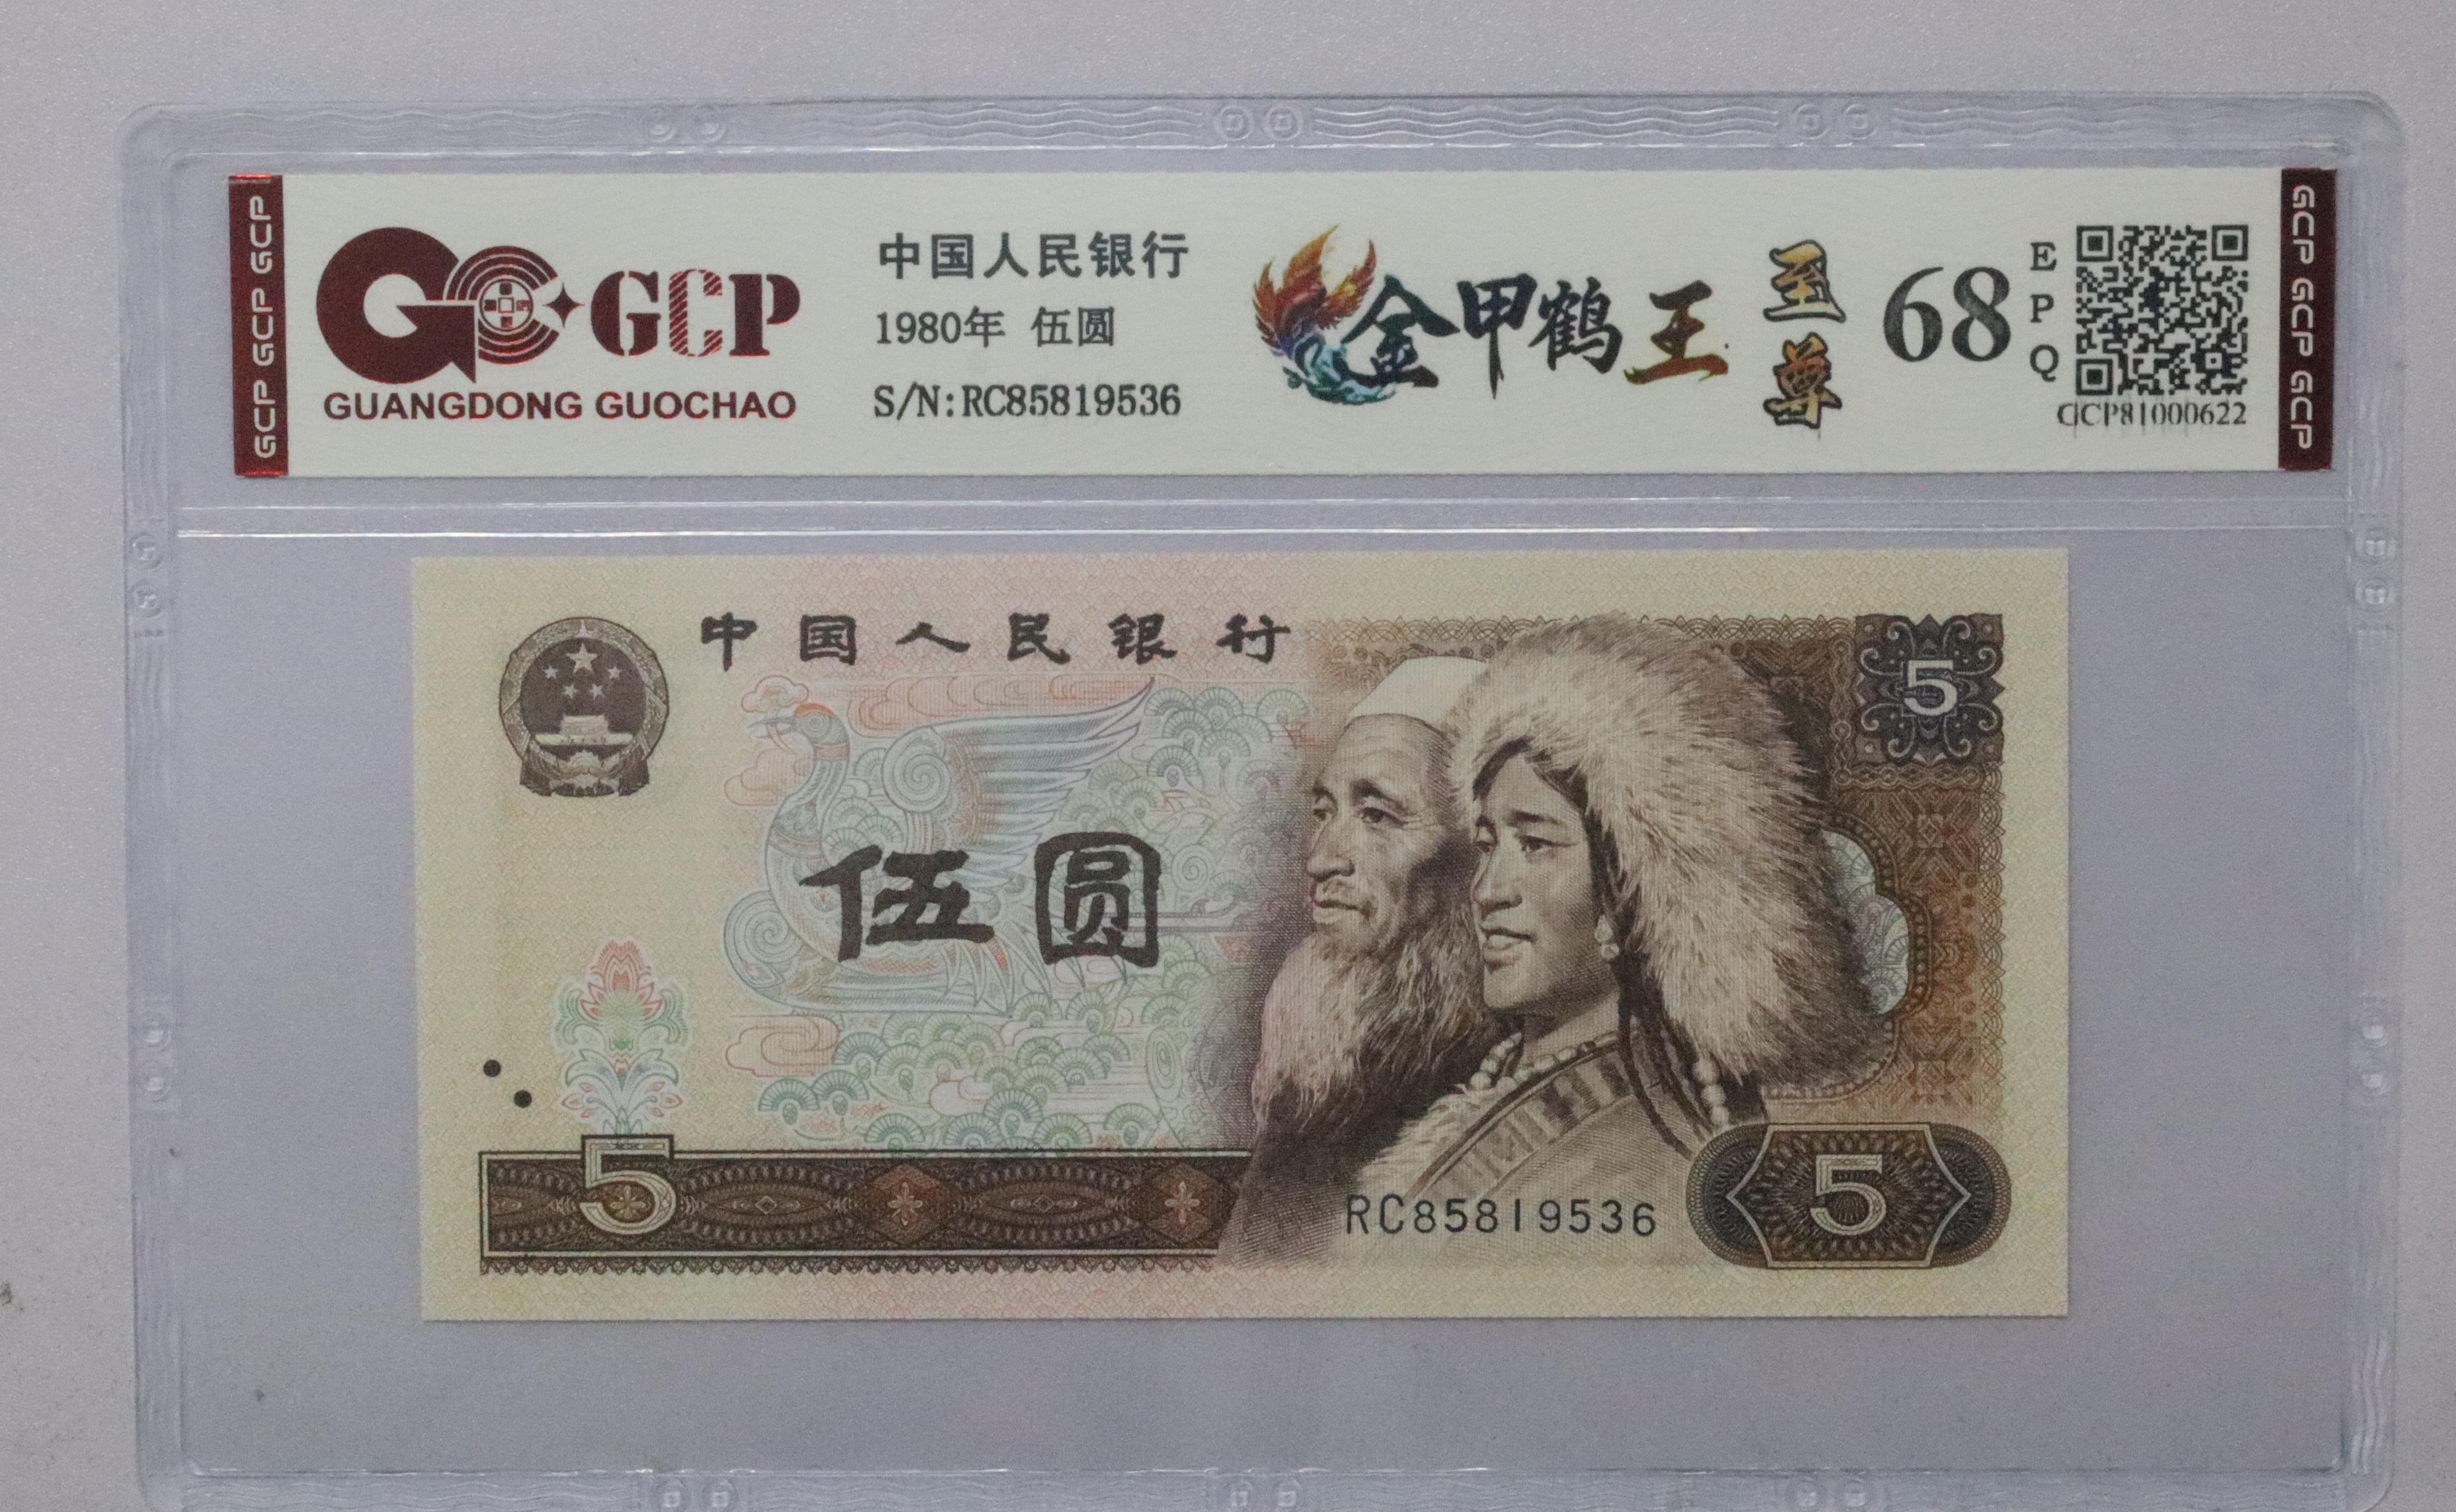 GCP GCP GCP
GCP
GUANGDONG GUOCHAO
中国人民银行
1980年 伍圆
S/N:RC85819536
金甲鹤王
至尊
68
EPQ
GCP81000622
GCP GCP GCP
中国人民银行
5
伍圆
5
RC85819536
5